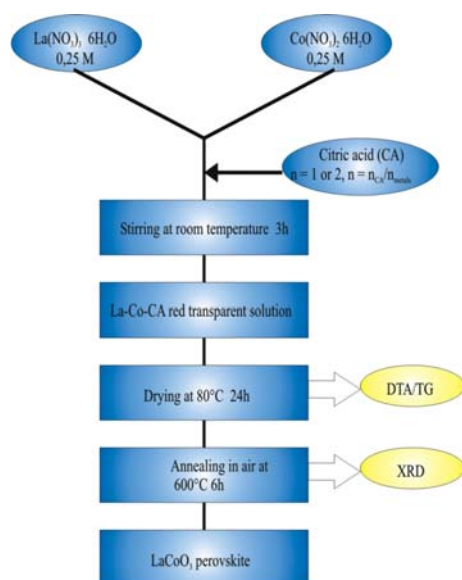 La(NO₃)₃ 6H₂O
0,25 M
Co(NO₃)₂ 6H₂O
0,25 M
Citric acid (CA)
n = 1 or 2, n = n_CA/n_metals
Stirring at room temperature 3h
La-Co-CA red transparent solution
Drying at 80°C 24h
DTA/TG
Annealing in air at
600°C 6h
XRD
LaCoO₃ perovskite